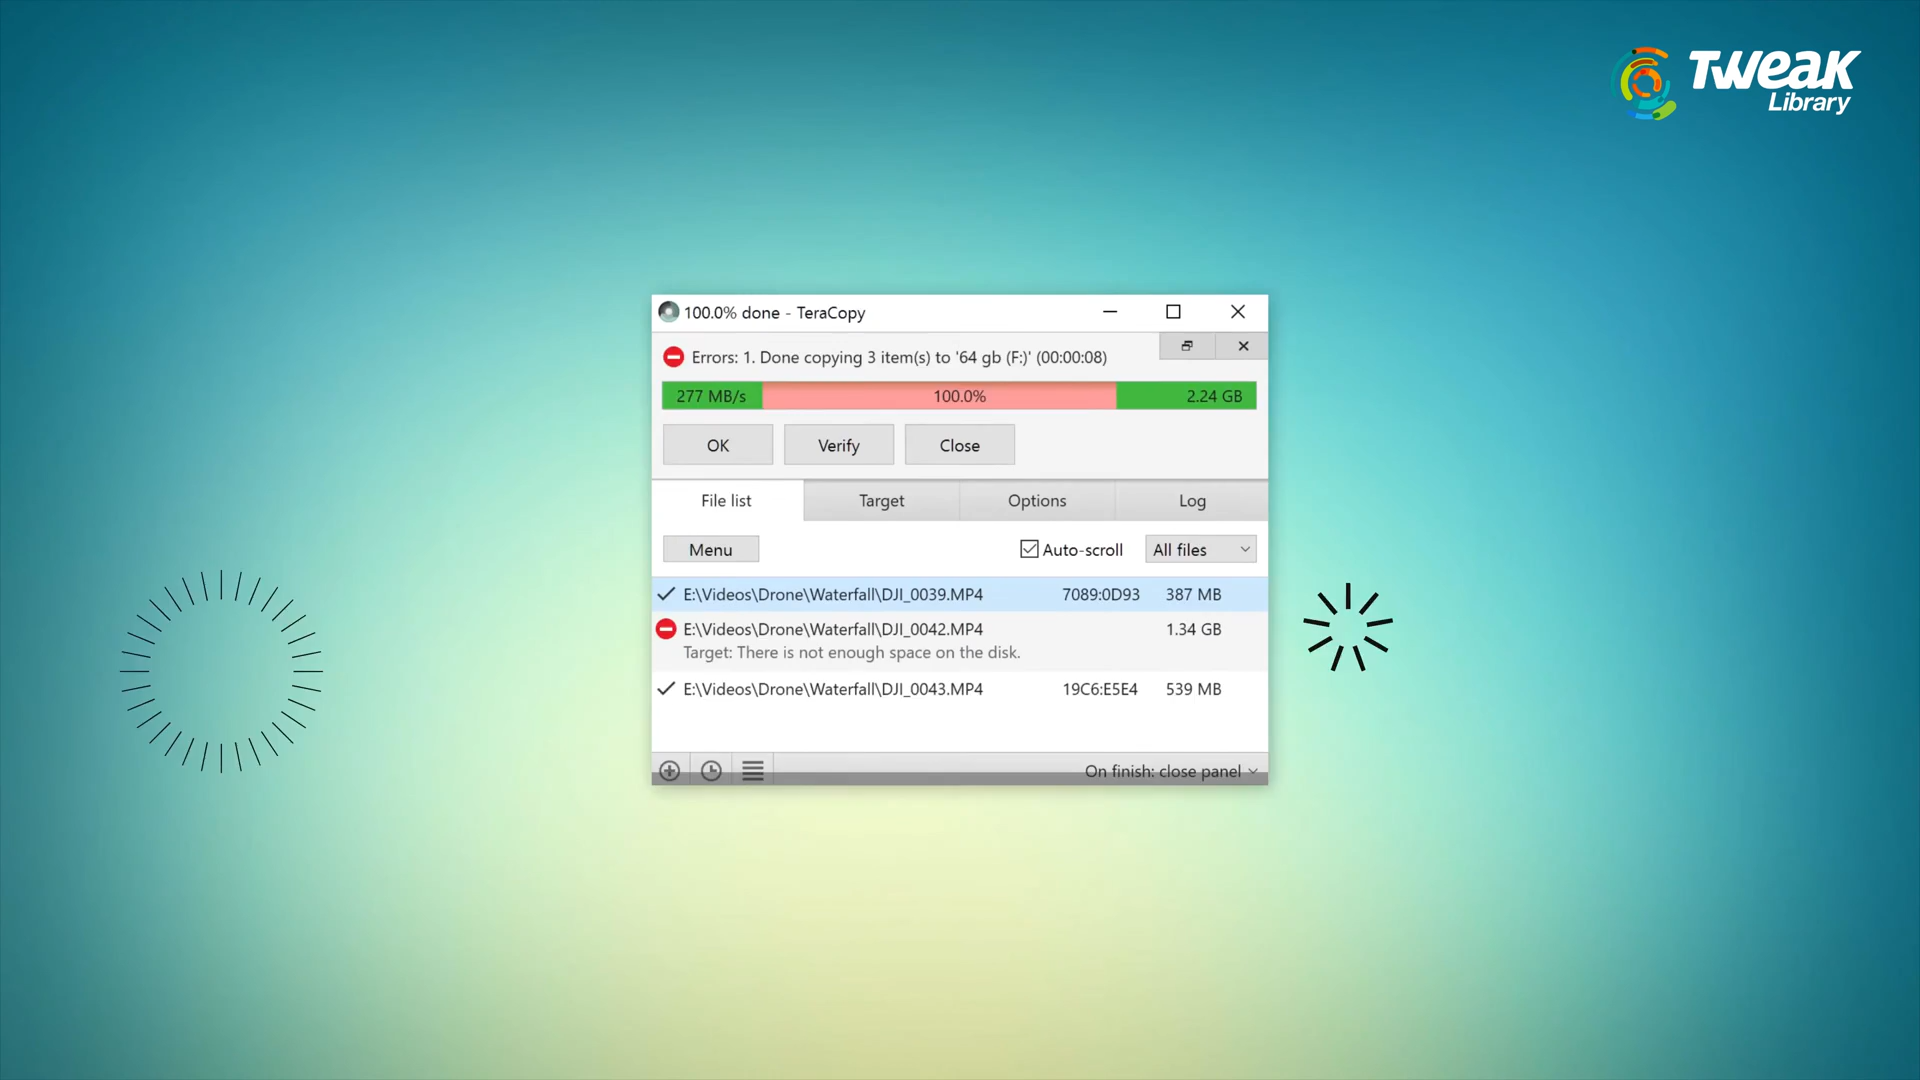 TWeaK
Library
100.0% done - TeraCopy
Errors: 1. Done copying 3 item(s) to '64 gb (F:)' (00:00:08)
277 MB/s 100.0% 2.24 GB
OK Verify Close
File list Target Options Log
Menu Auto-scroll All files
E:\Videos\Drone\Waterfall\DJI_0039.MP4 7089:0D93 387 MB
E:\Videos\Drone\Waterfall\DJI_0042.MP4 1.34 GB
Target: There is not enough space on the disk.
E:\Videos\Drone\Waterfall\DJI_0043.MP4 19C6:E5E4 539 MB
On finish: close panel